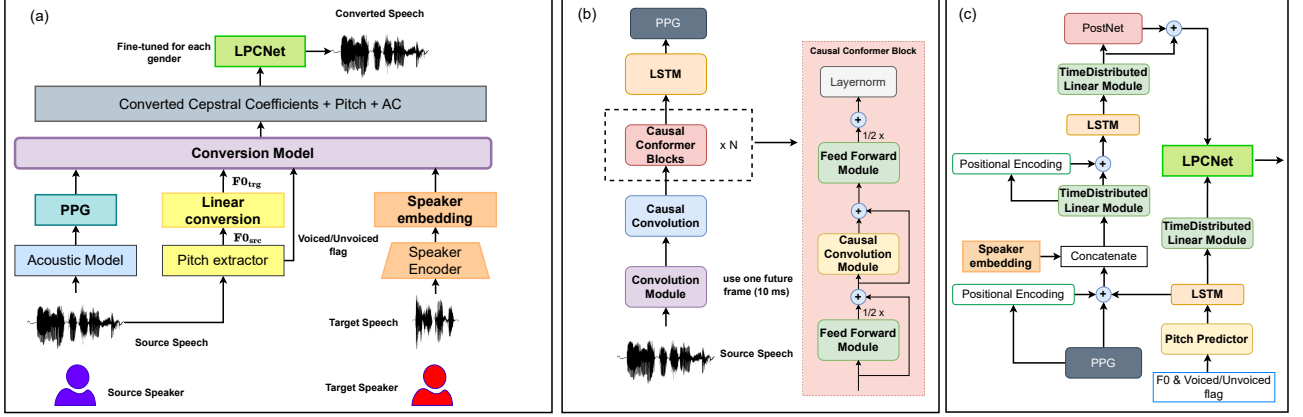 (a)
Converted Speech
Fine-tuned for each
gender
LPCNet
Converted Cepstral Coefficients + Pitch + AC
Conversion Model
F0trg
PPG
Linear
conversion
Speaker
embedding
F0src
Voiced/Unvoiced
flag
Acoustic Model
Pitch extractor
Speaker
Encoder
Target Speech
Source Speech
Source Speaker
Target Speaker
(b)
PPG
LSTM
Causal
Conformer
Blocks
x N
Causal
Convolution
Convolution
Module
use one future
frame (10 ms)
Source Speech
Causal Conformer Block
Layernorm
+
1/2 x
Feed Forward
Module
+
Causal
Convolution
Module
+
1/2 x
Feed Forward
Module
(c)
PostNet
+
TimeDistributed
Linear Module
LSTM
Positional Encoding
+
LPCNet
TimeDistributed
Linear Module
TimeDistributed
Linear Module
Speaker
embedding
Concatenate
Positional Encoding
+
LSTM
Pitch Predictor
PPG
F0 & Voiced/Unvoiced
flag